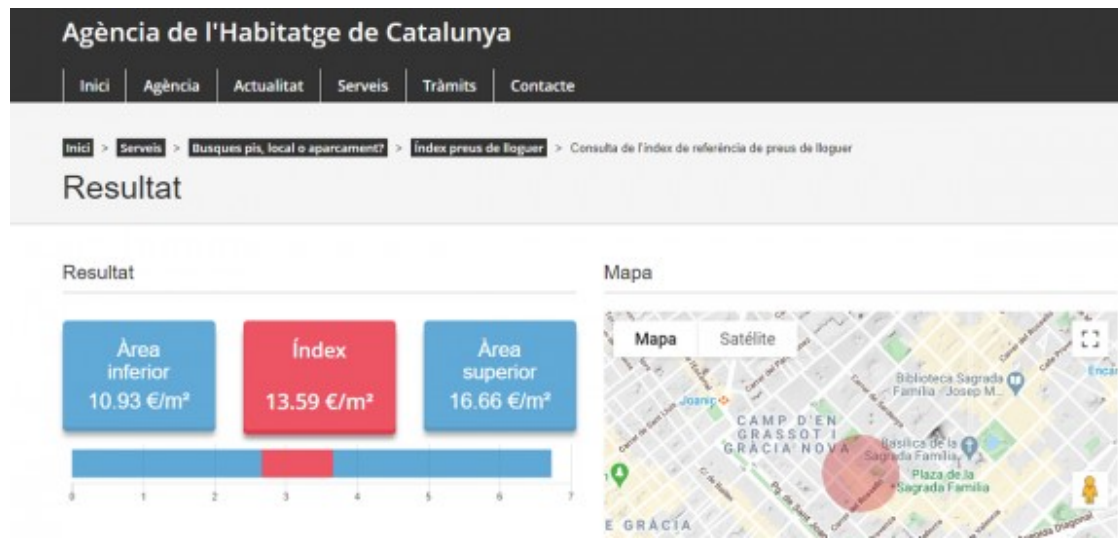 Agència de l'Habitatge de Catalunya
Inici Agència Actualitat Serveis Tràmits Contacte
Inici > Serveis > Busques pis, local o aparcament? > Índex preus de lloguer > Consulta de l'índex de referència de preus de lloguer
Resultat
Resultat
Mapa
Àrea inferior
10.93 €/m²
Índex
13.59 €/m²
Àrea superior
16.66 €/m²
0 1 2 3 4 5 6 7
Mapa Satélite
Biblioteca Sagrada
Família - Josep M...
Joanic
CAMP D'EN
GRASSOT I
GRÀCIA NOVA
Basílica de la
Sagrada Família
Plaza de la
Sagrada Família
E GRÀCIA